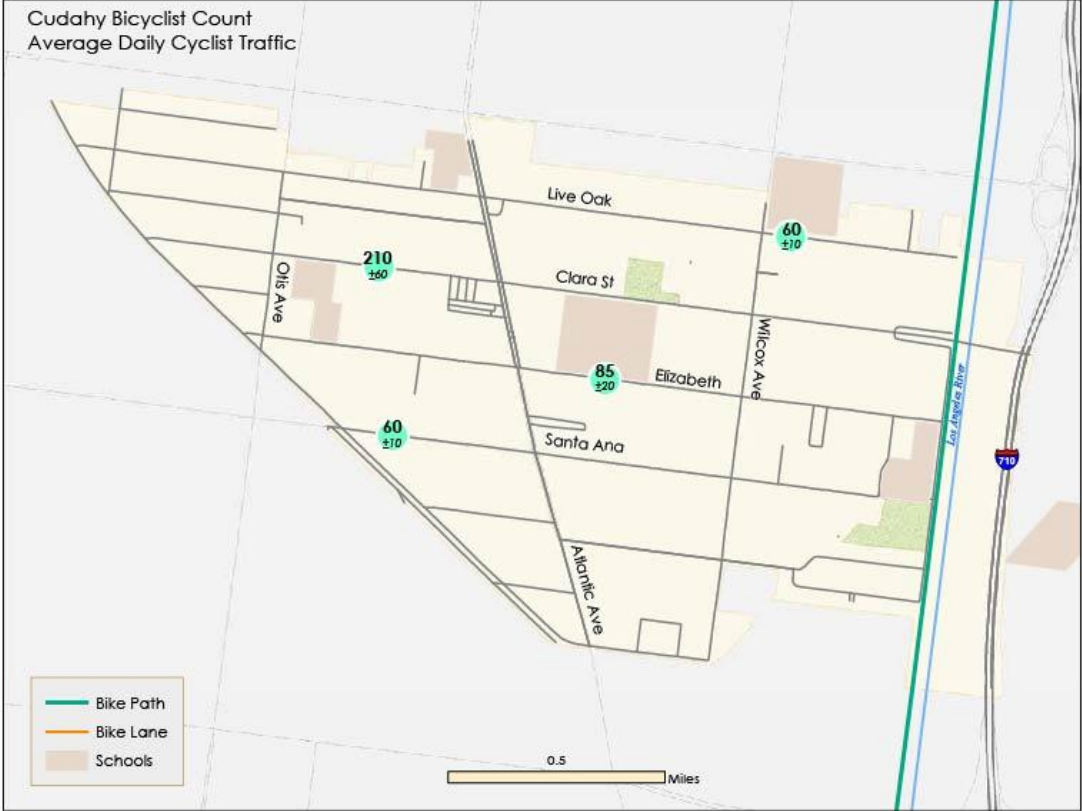 Cudahy Bicyclist Count
Average Daily Cyclist Traffic
Live Oak
60
±10
210
±60
Clara St
Otis Ave
Wilcox Ave
85
±20
Elizabeth
Los Angeles River
60
±10
Santa Ana
710
Atlantic Ave
Bike Path
Bike Lane
Schools
0.5
Miles